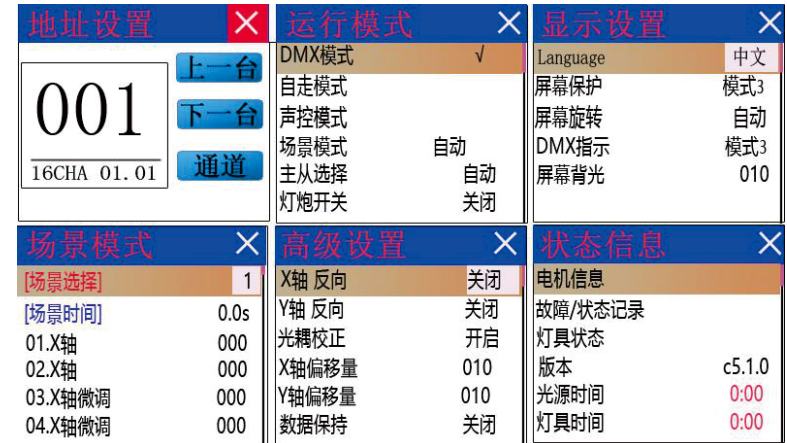 地址设置
001
16CHA 01.01
上一台
下一台
通道
运行模式
DMX模式 √
自走模式
声控模式
场景模式 自动
主从选择 自动
灯炮开关 关闭
显示设置
Language 中文
屏幕保护 模式3
屏幕旋转 自动
DMX指示 模式3
屏幕背光 010
场景模式
[场景选择] 1
[场景时间] 0.0s
01.X轴 000
02.X轴 000
03.X轴微调 000
04.X轴微调 000
高级设置
X轴 反向 关闭
Y轴 反向 关闭
光耦校正 开启
X轴偏移量 010
Y轴偏移量 010
数据保持 关闭
状态信息
电机信息
故障/状态记录
灯具状态
版本 c5.1.0
光源时间 0:00
灯具时间 0:00